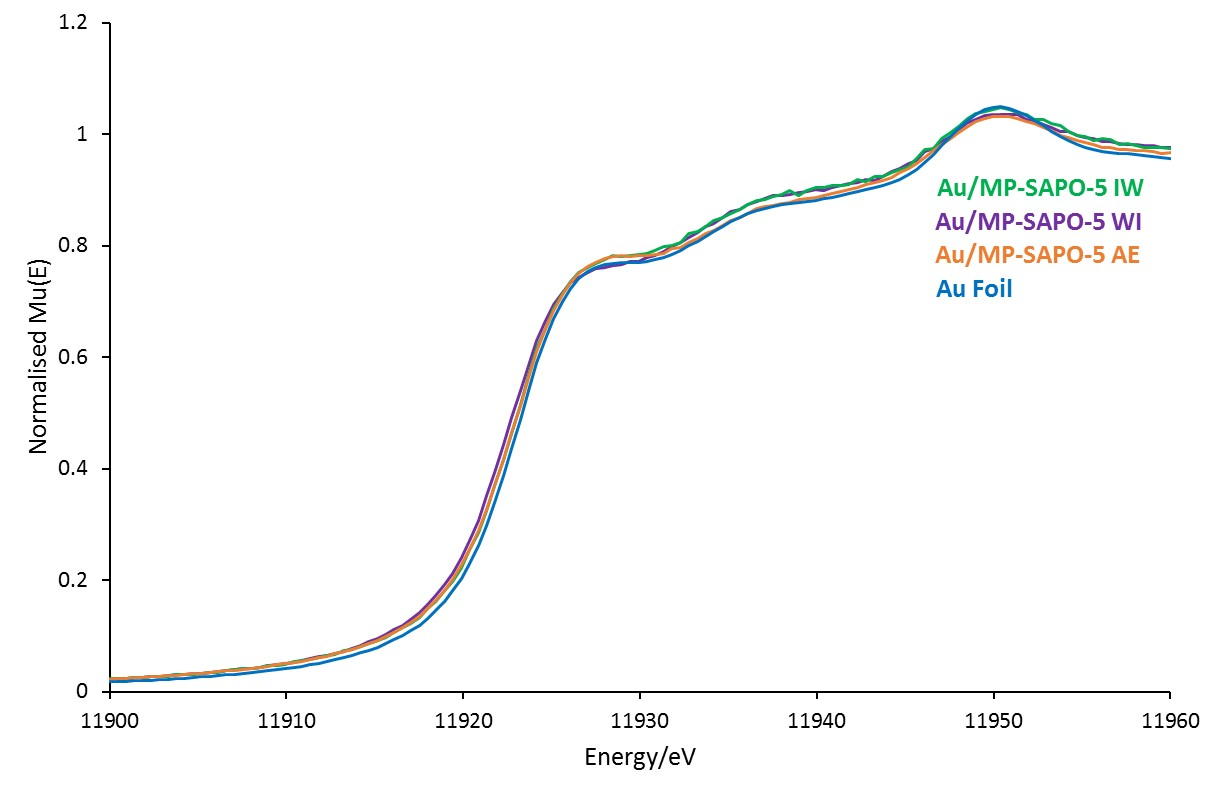 1.2
1
0.8
0.6
0.4
0.2
0
Normalised Mu(E)
Au/MP-SAPO-5 IW
Au/MP-SAPO-5 WI
Au/MP-SAPO-5 AE
Au Foil
11900 11910 11920 11930 11940 11950 11960
Energy/eV